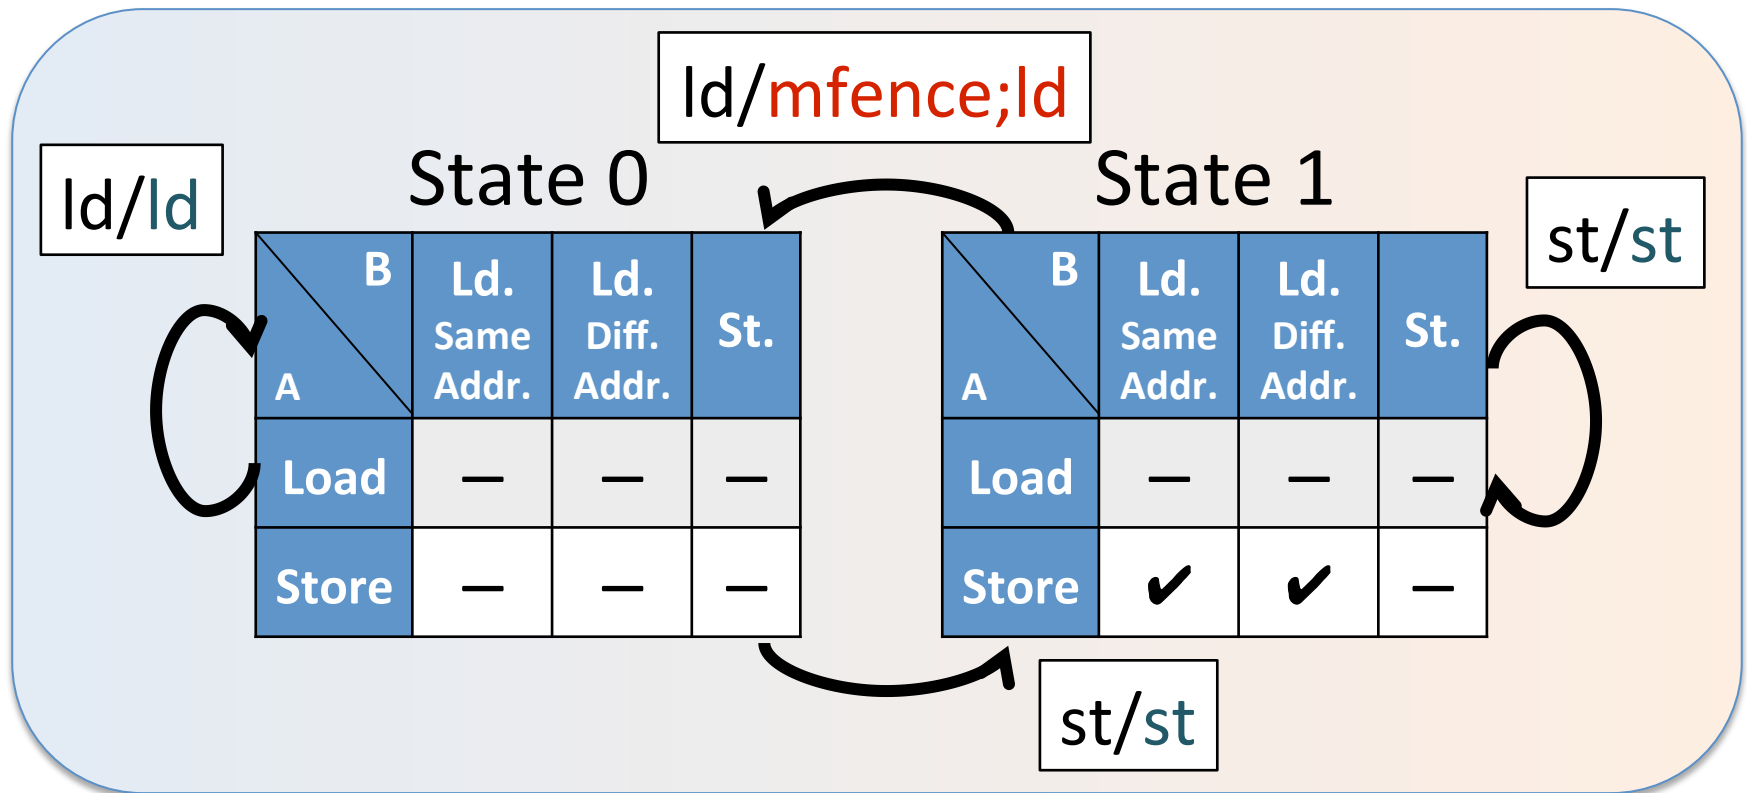 ld/mfence;ld
ld/ld
State 0
State 1
st/st
B
A
Ld.
Same
Addr.
Ld.
Diff.
Addr.
St.
Load
—
—
—
Store
—
—
—
B
A
Ld.
Same
Addr.
Ld.
Diff.
Addr.
St.
Load
—
—
—
Store
✔
✔
—
st/st